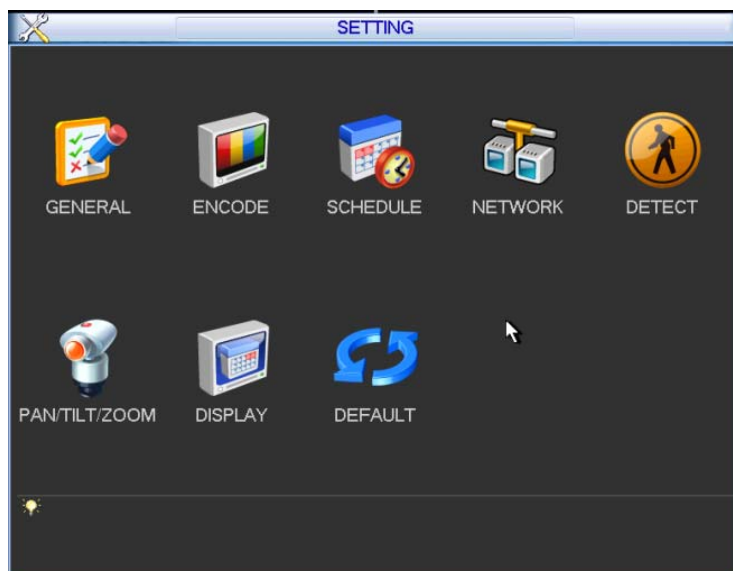 SETTING
GENERAL ENCODE SCHEDULE NETWORK DETECT
PAN/TILT/ZOOM DISPLAY DEFAULT